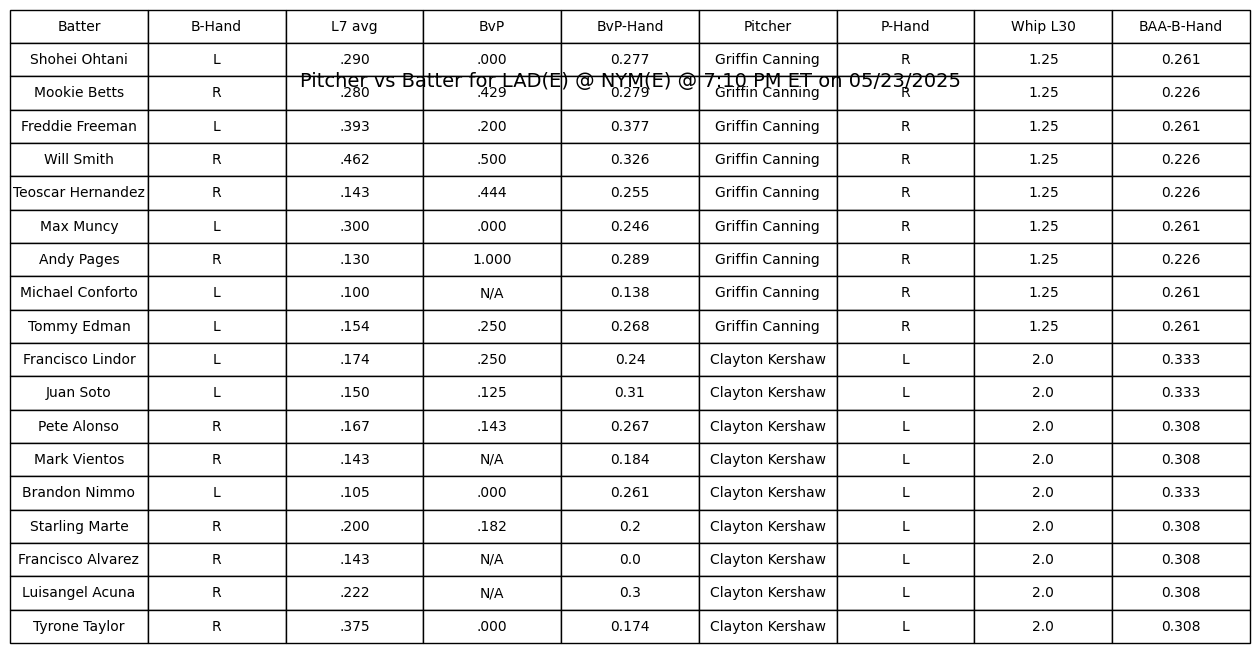 Batter B-Hand L7 avg BvP BvP-Hand Pitcher P-Hand Whip L30 BAA-B-Hand
Shohei Ohtani L .290 .000 0.277 Griffin Canning R 1.25 0.261
Pitcher vs Batter for LAD(E) @ NYM(E) @ 7:10 PM ET on 05/23/2025
Mookie Betts R .280 .429 0.279 Griffin Canning R 1.25 0.226
Freddie Freeman L .393 .200 0.377 Griffin Canning R 1.25 0.261
Will Smith R .462 .500 0.326 Griffin Canning R 1.25 0.226
Teoscar Hernandez R .143 .444 0.255 Griffin Canning R 1.25 0.226
Max Muncy L .300 .000 0.246 Griffin Canning R 1.25 0.261
Andy Pages R .130 1.000 0.289 Griffin Canning R 1.25 0.226
Michael Conforto L .100 N/A 0.138 Griffin Canning R 1.25 0.261
Tommy Edman L .154 .250 0.268 Griffin Canning R 1.25 0.261
Francisco Lindor L .174 .250 0.24 Clayton Kershaw L 2.0 0.333
Juan Soto L .150 .125 0.31 Clayton Kershaw L 2.0 0.333
Pete Alonso R .167 .143 0.267 Clayton Kershaw L 2.0 0.308
Mark Vientos R .143 N/A 0.184 Clayton Kershaw L 2.0 0.308
Brandon Nimmo L .105 .000 0.261 Clayton Kershaw L 2.0 0.333
Starling Marte R .200 .182 0.2 Clayton Kershaw L 2.0 0.308
Francisco Alvarez R .143 N/A 0.0 Clayton Kershaw L 2.0 0.308
Luisangel Acuna R .222 N/A 0.3 Clayton Kershaw L 2.0 0.308
Tyrone Taylor R .375 .000 0.174 Clayton Kershaw L 2.0 0.308